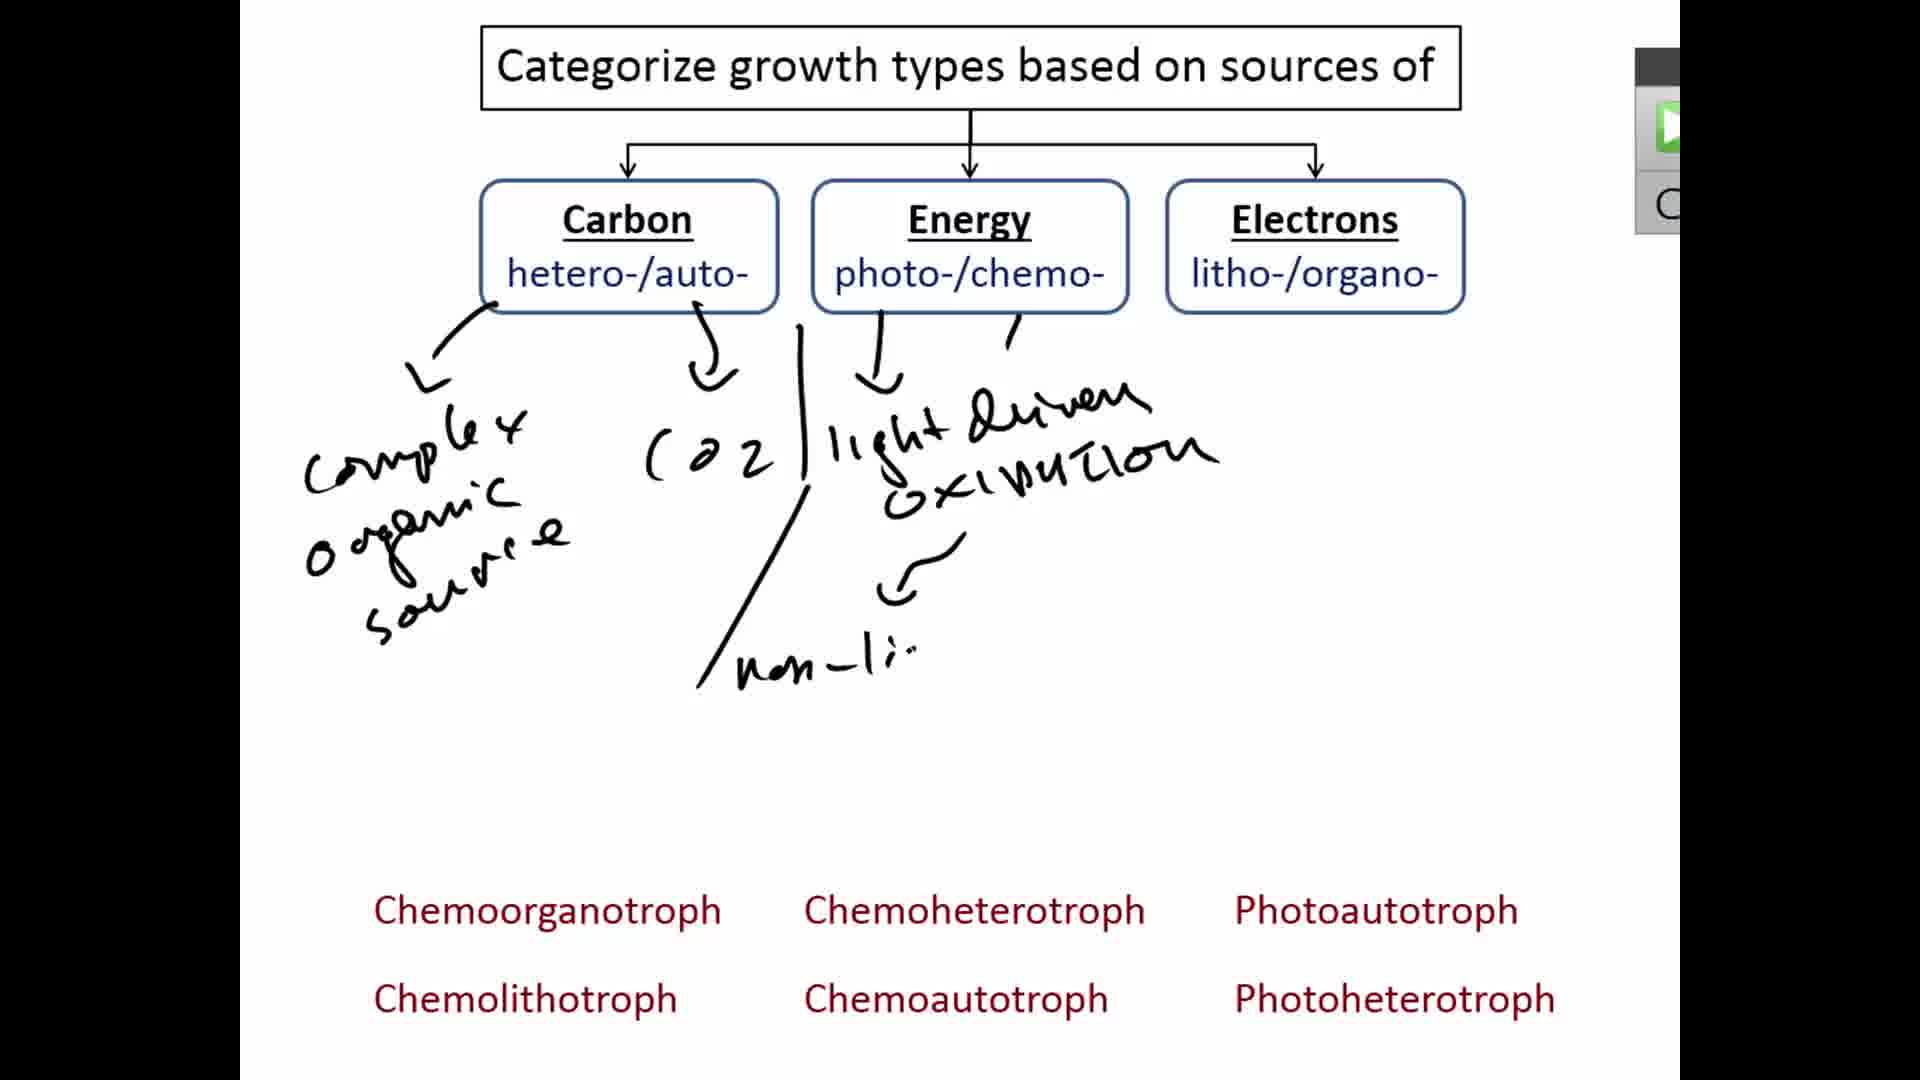 Categorize growth types based on sources of
Carbon
hetero-/auto-
Energy
photo-/chemo-
Electrons
litho-/organo-
complex
organic
source
CO2
light driven
oxidation
non-li
Chemoorganotroph
Chemoheterotroph
Photoautotroph
Chemolithotroph
Chemoautotroph
Photoheterotroph